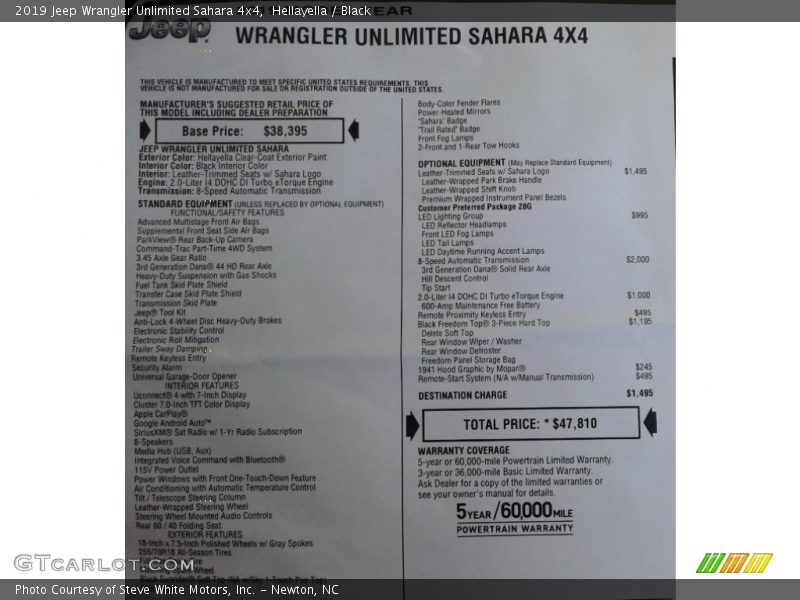 2019 Jeep Wrangler Unlimited Sahara 4x4,  Hellayella / Black
Jeep
WRANGLER UNLIMITED SAHARA 4X4
THIS VEHICLE IS MANUFACTURED TO MEET SPECIFIC UNITED STATES REQUIREMENTS. THIS
VEHICLE IS NOT MANUFACTURED FOR SALE OR REGISTRATION OUTSIDE OF THE UNITED STATES.
MANUFACTURER'S SUGGESTED RETAIL PRICE OF
THIS MODEL INCLUDING DEALER PREPARATION
Base Price: $38,395
JEEP WRANGLER UNLIMITED SAHARA
Exterior Color: Hellayella Clear-Coat Exterior Paint
Interior Color: Black Interior Color
Interior: Leather-Trimmed Seats w/ Sahara Logo
Engine: 2.0-Liter I4 DOHC DI Turbo eTorque Engine
Transmission: 8-Speed Automatic Transmission
STANDARD EQUIPMENT (UNLESS REPLACED BY OPTIONAL EQUIPMENT)
FUNCTIONAL/SAFETY FEATURES
Advanced Multistage Front Air Bags
Supplemental Front Seat Side Air Bags
ParkView® Rear Back-Up Camera
Command-Trac Part-Time 4WD System
3.45 Axle Gear Ratio
3rd Generation Dana® 44 HD Rear Axle
Heavy-Duty Suspension with Gas Shocks
Fuel Tank Skid Plate Shield
Transfer Case Skid Plate Shield
Transmission Skid Plate
Jeep® Tool Kit
Anti-Lock 4-Wheel Disc Heavy-Duty Brakes
Electronic Stability Control
Electronic Roll Mitigation
Trailer Sway Damping
Remote Keyless Entry
Security Alarm
Universal Garage-Door Opener
INTERIOR FEATURES
Uconnect® 4 with 7-Inch Display
Cluster 7.0-Inch TFT Color Display
Apple CarPlay®
Google Android Auto™
SiriusXM® Sat Radio w/ 1-Yr Radio Subscription
8-Speakers
Media Hub (USB, Aux)
Integrated Voice Command with Bluetooth®
115V Power Outlet
Power Windows with Front One-Touch-Down Feature
Air Conditioning with Automatic Temperature Control
Tilt / Telescope Steering Column
Leather-Wrapped Steering Wheel
Steering Wheel Mounted Audio Controls
Rear 60 / 40 Folding Seat
EXTERIOR FEATURES
18-Inch x 7.5-Inch Polished Wheels w/ Gray Spokes
255/70R18 All-Season Tires
Wheel
Black Soft Top (NA w/Sky 1-Touch Pwr Top)
Body-Color Fender Flares
Power-Heated Mirrors
"Sahara" Badge
"Trail Rated" Badge
Front Fog Lamps
2-Front and 1-Rear Tow Hooks
OPTIONAL EQUIPMENT (May Replace Standard Equipment)
Leather-Trimmed Seats w/ Sahara Logo $1,495
Leather-Wrapped Park Brake Handle
Leather-Wrapped Shift Knob
Premium Wrapped Instrument Panel Bezels
Customer Preferred Package 28G
LED Lighting Group $995
LED Reflector Headlamps
Front LED Fog Lamps
LED Tail Lamps
LED Daytime Running Accent Lamps
8-Speed Automatic Transmission $2,000
3rd Generation Dana® Solid Rear Axle
Hill Descent Control
Tip Start
2.0-Liter I4 DOHC DI Turbo eTorque Engine $1,000
600-Amp Maintenance Free Battery
Remote Proximity Keyless Entry $495
Black Freedom Top® 3-Piece Hard Top $1,195
Delete Soft Top
Rear Window Wiper / Washer
Rear Window Defroster
Freedom Panel Storage Bag
1941 Hood Graphic by Mopar® $245
Remote-Start System (N/A w/Manual Transmission) $495
DESTINATION CHARGE $1,495
TOTAL PRICE: * $47,810
WARRANTY COVERAGE
5-year or 60,000-mile Powertrain Limited Warranty.
3-year or 36,000-mile Basic Limited Warranty.
Ask Dealer for a copy of the limited warranties or
see your owner's manual for details.
5YEAR/60,000MILE
POWERTRAIN WARRANTY
GTCarlot.com
Photo Courtesy of Steve White Motors, Inc. – Newton, NC